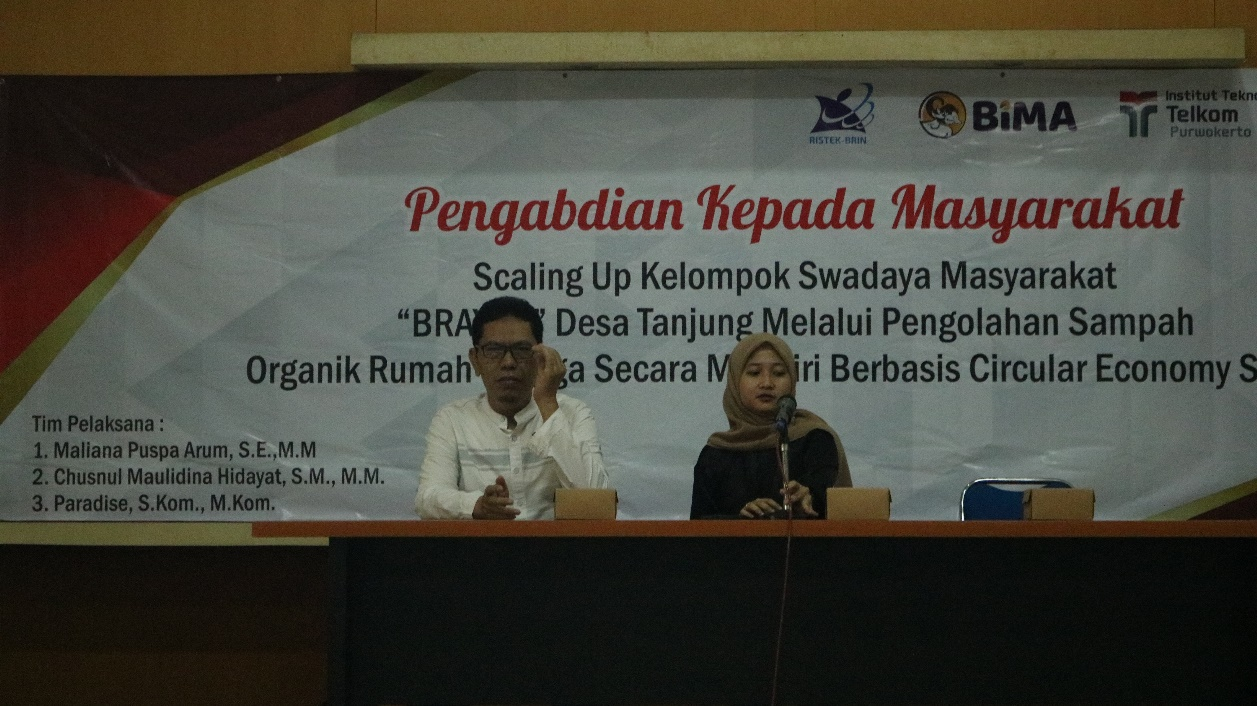 RISTEK-BRIN
BiMA
Institut
Telkom
Purwokerto
Pengabdian Kepada Masyarakat
Scaling Up Kelompok Swadaya Masyarakat
Desa Tanjung Melalui Pengolahan Sampah
Organik Rumah Secara Berbasis Circular Economy
Tim Pelaksana :
1. Maliana Puspa Arum, S.E.,M.M
2. Chusnul Maulidina Hidayat, S.M., M.M.
3. Paradise, S.Kom., M.Kom.